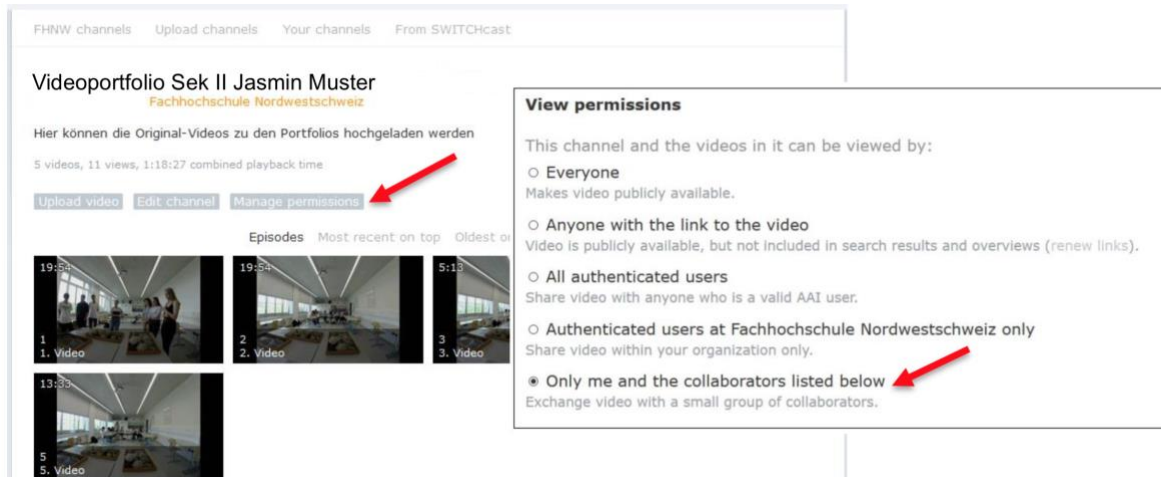 FHNW channels Upload channels Your channels From SWITCHcast
Videoportfolio Sek II Jasmin Muster
Fachhochschule Nordwestschweiz
Hier können die Original-Videos zu den Portfolios hochgeladen werden
5 videos, 11 views, 1:18:27 combined playback time
Upload video Edit channel Manage permissions
Episodes Most recent on top Oldest
19:54
1
1. Video
19:54
2
2. Video
5:13
3
3. Video
13:33
5
5. Video
View permissions
This channel and the videos in it can be viewed by:
Everyone
Makes video publicly available.
Anyone with the link to the video
Video is publicly available, but not included in search results and overviews (renew links).
All authenticated users
Share video with anyone who is a valid AAI user.
Authenticated users at Fachhochschule Nordwestschweiz only
Share video within your organization only.
Only me and the collaborators listed below
Exchange video with a small group of collaborators.